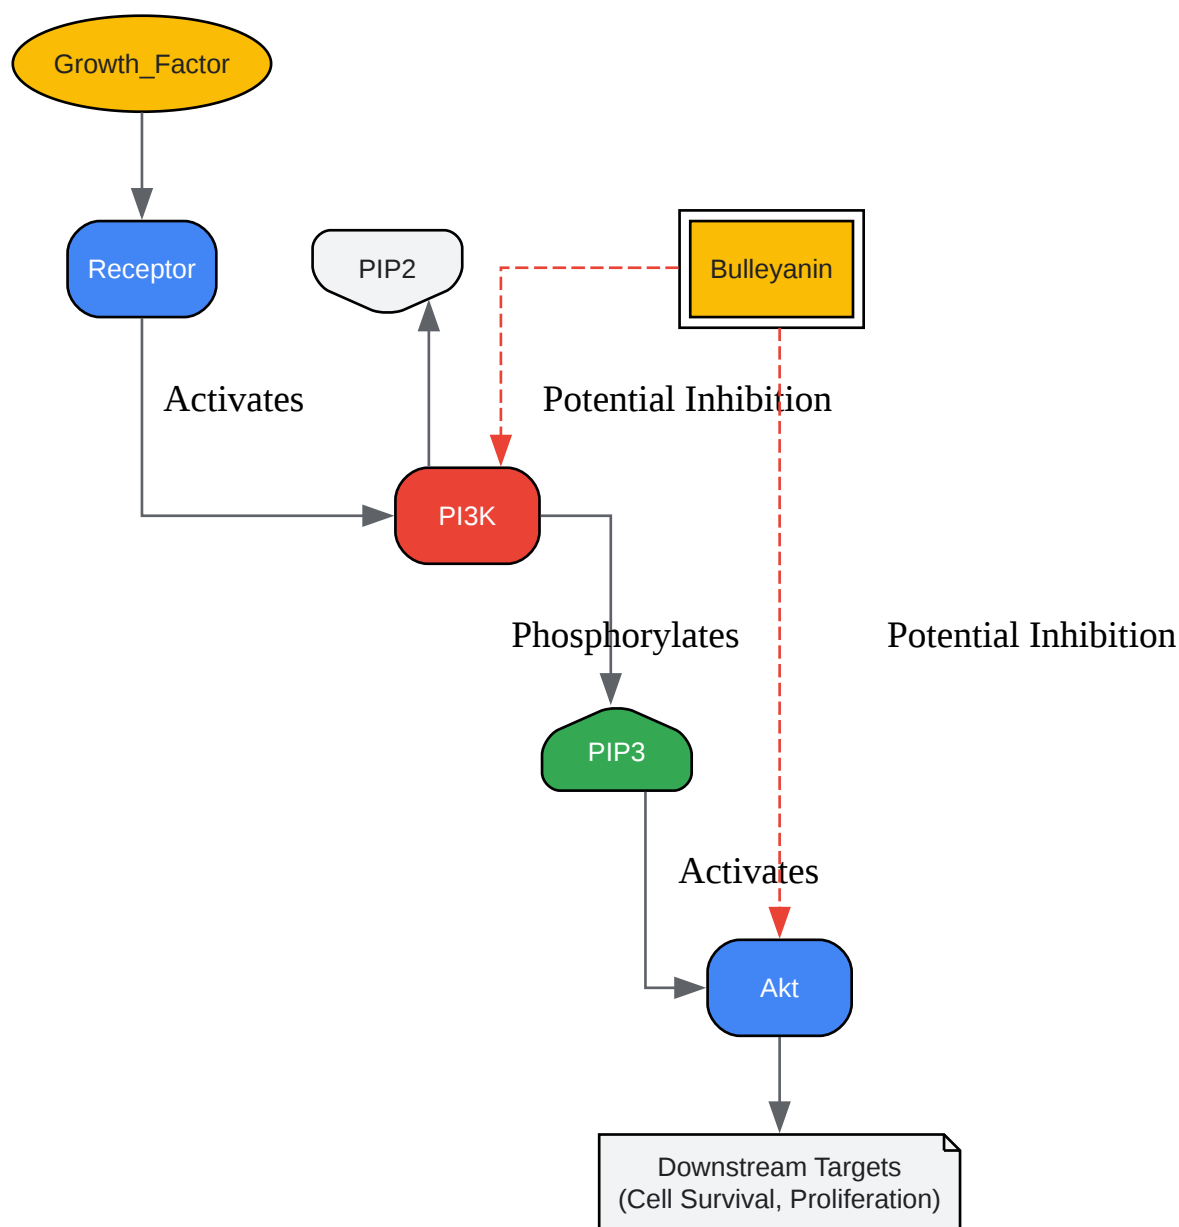 Growth_Factor
Receptor
PIP2
Bulleyanin
Activates
Potential Inhibition
PI3K
Phosphorylates
Potential Inhibition
PIP3
Activates
Akt
Downstream Targets
(Cell Survival, Proliferation)